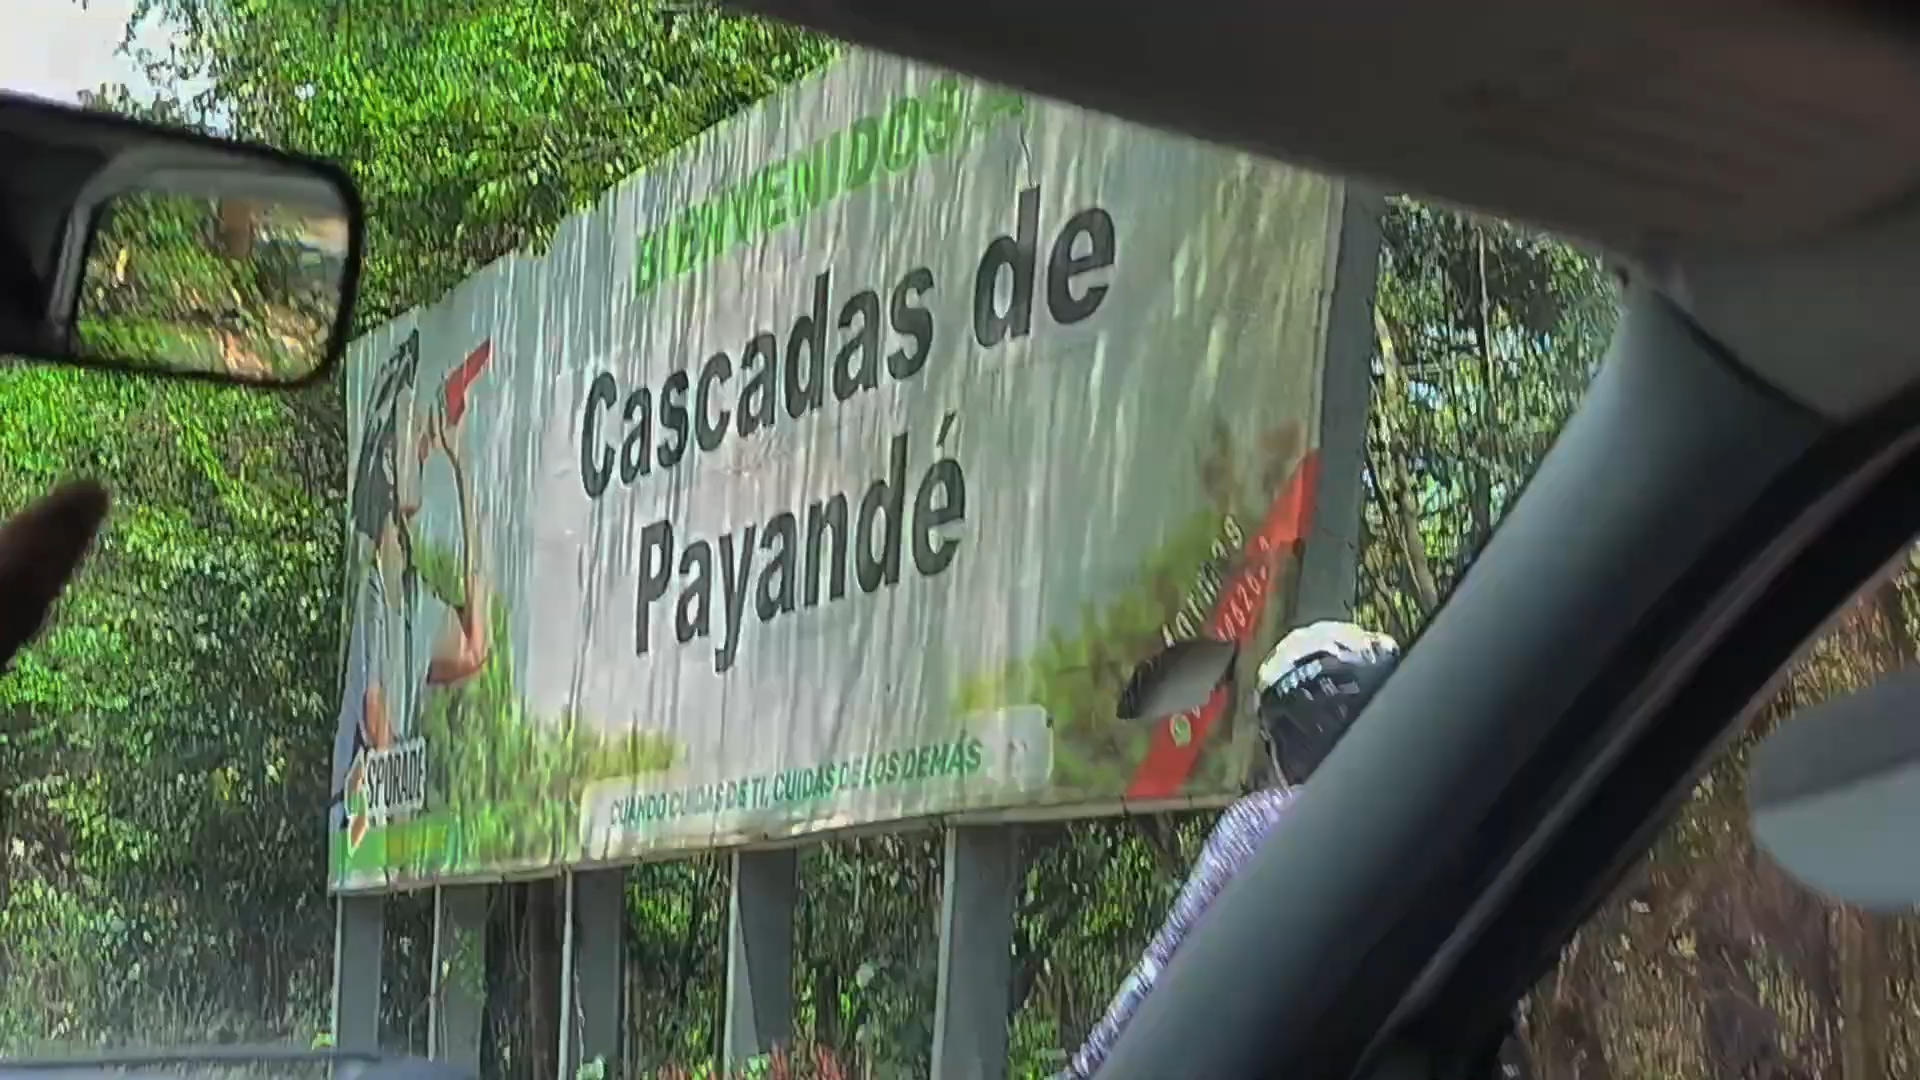 BIENVENIDOS A
Cascadas de
Payandé
SPORADE
CUANDO CUIDAS DE TI, CUIDAS DE LOS DEMÁS